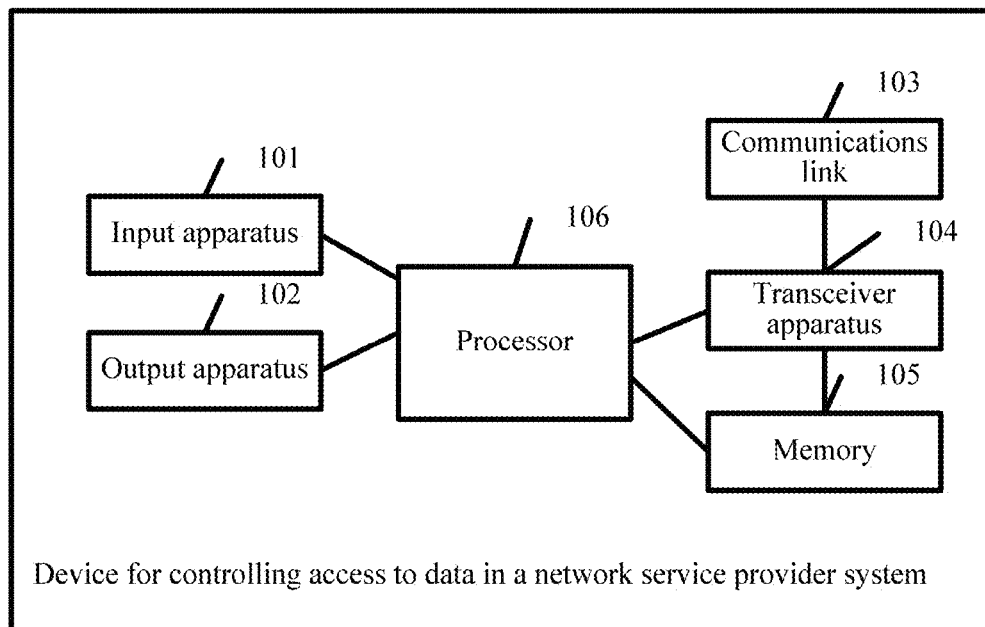 103
Communications
link
101
Input apparatus
106
104
102
Transceiver
apparatus
Processor
Output apparatus
105
Memory
Device for controlling access to data in a network service provider system